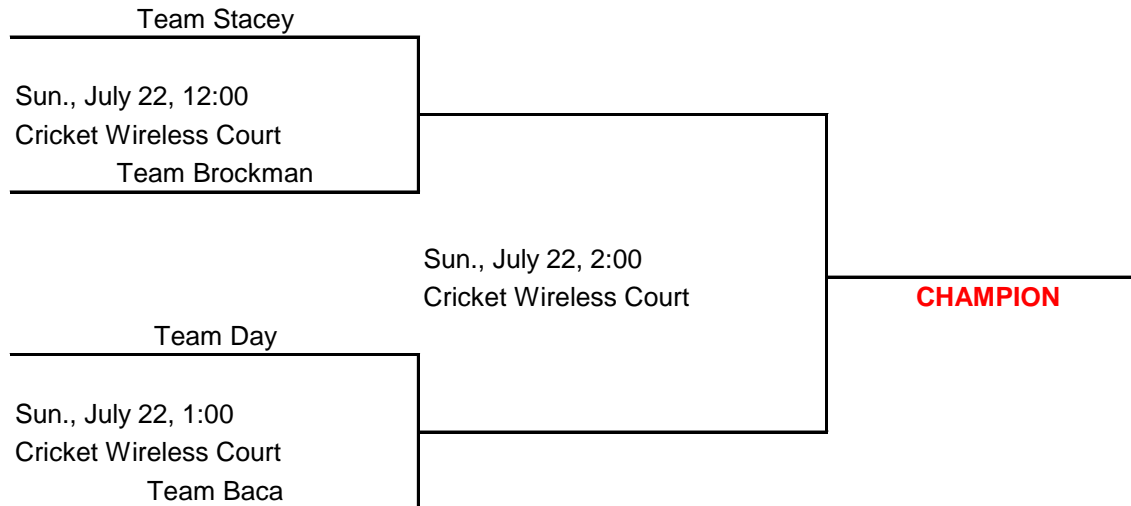 Team Stacey
Sun., July 22, 12:00
Cricket Wireless Court
Team Brockman
Sun., July 22, 2:00
Cricket Wireless Court
CHAMPION
Team Day
Sun., July 22, 1:00
Cricket Wireless Court
Team Baca